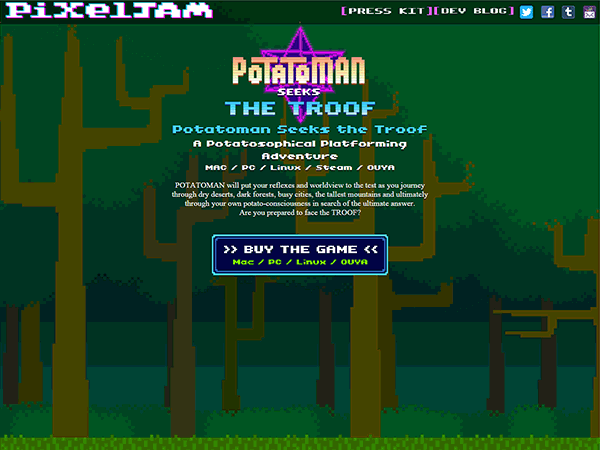 PiXelJAM
[PRESS KIT][DEV BLOG]
POTATOMAN
SEEKS
THE TROOF
Potatoman Seeks the Troof
A Potatosophical Platforming
Adventure
MAC / PC / Linux / Steam / OUYA
POTATOMAN will put your reflexes and worldview to the test as you journey
through dry deserts, dark forests, busy cities, the tallest mountains and ultimately
through your own potato-consciousness in search of the ultimate answer.
Are you prepared to face the TROOF?
>> BUY THE GAME <<
Mac / PC / Linux / OUYA